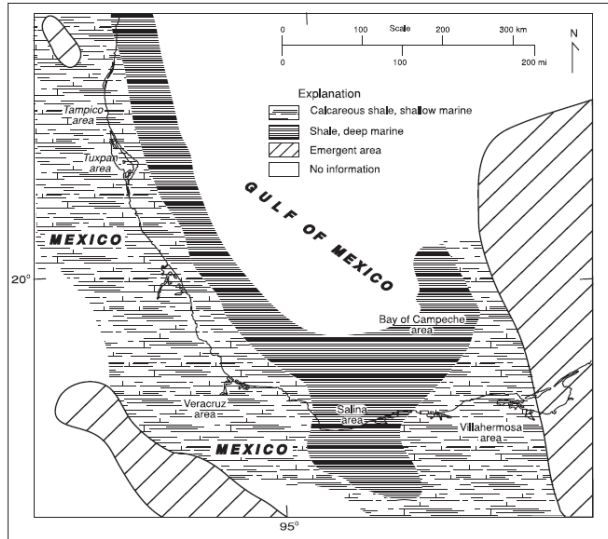 0 Scale 100 200 300 km
0 100 200 mi
N
Explanation
Calcareous shale, shallow marine
Shale, deep marine
Emergent area
No information
Tampico
area
Tuxpan
area
GULF OF MEXICO
MEXICO
20°
Bay of Campeche
area
Veracruz
area
Salina
area
Villahermosa
area
MEXICO
95°